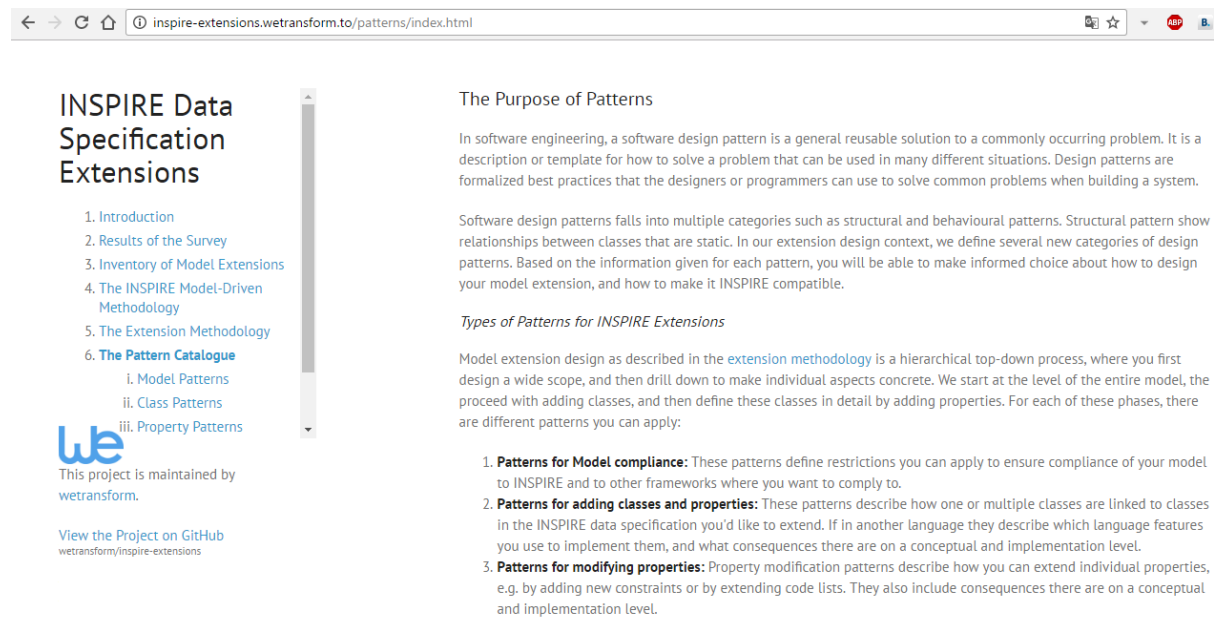 inspire-extensions.wetransform.to/patterns/index.html
ABP
B.
INSPIRE Data
Specification
Extensions
1. Introduction
2. Results of the Survey
3. Inventory of Model Extensions
4. The INSPIRE Model-Driven
Methodology
5. The Extension Methodology
6. The Pattern Catalogue
i. Model Patterns
ii. Class Patterns
iii. Property Patterns
we
This project is maintained by
wetransform.
View the Project on GitHub
wetransform/inspire-extensions
The Purpose of Patterns
In software engineering, a software design pattern is a general reusable solution to a commonly occurring problem. It is a
description or template for how to solve a problem that can be used in many different situations. Design patterns are
formalized best practices that the designers or programmers can use to solve common problems when building a system.
Software design patterns falls into multiple categories such as structural and behavioural patterns. Structural pattern show
relationships between classes that are static. In our extension design context, we define several new categories of design
patterns. Based on the information given for each pattern, you will be able to make informed choice about how to design
your model extension, and how to make it INSPIRE compatible.
Types of Patterns for INSPIRE Extensions
Model extension design as described in the extension methodology is a hierarchical top-down process, where you first
design a wide scope, and then drill down to make individual aspects concrete. We start at the level of the entire model, the
proceed with adding classes, and then define these classes in detail by adding properties. For each of these phases, there
are different patterns you can apply:
1. Patterns for Model compliance: These patterns define restrictions you can apply to ensure compliance of your model
to INSPIRE and to other frameworks where you want to comply to.
2. Patterns for adding classes and properties: These patterns describe how one or multiple classes are linked to classes
in the INSPIRE data specification you'd like to extend. If in another language they describe which language features
you use to implement them, and what consequences there are on a conceptual and implementation level.
3. Patterns for modifying properties: Property modification patterns describe how you can extend individual properties,
e.g. by adding new constraints or by extending code lists. They also include consequences there are on a conceptual
and implementation level.